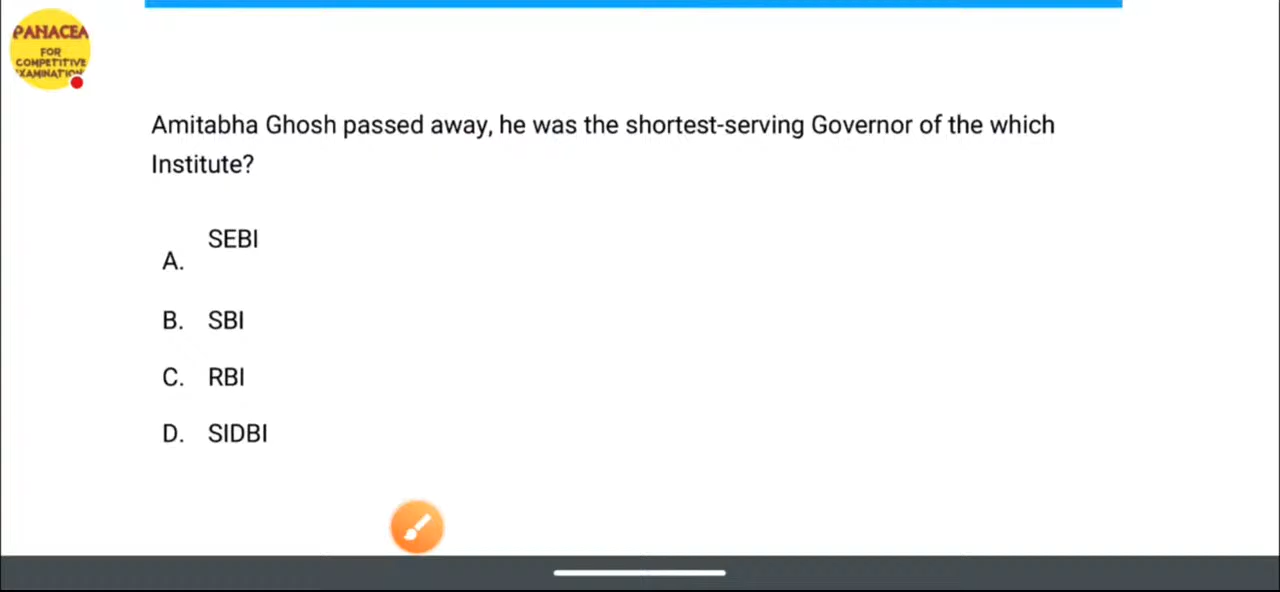 PANACEA
FOR
COMPETITIVE
EXAMINATION
Amitabha Ghosh passed away, he was the shortest-serving Governor of the which
Institute?
A. SEBI
B. SBI
C. RBI
D. SIDBI